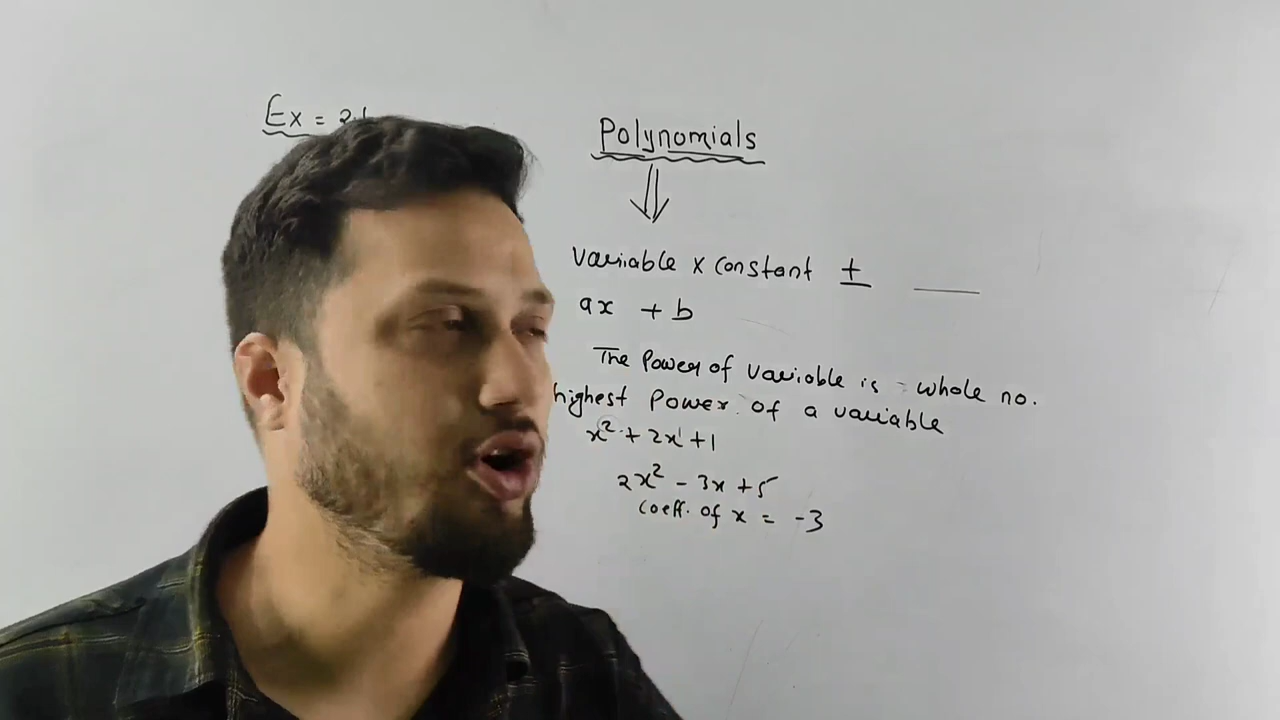 Ex =
Polynomials
⇓
Variable x constant ± ___
ax + b
The Power of variable is = whole no.
highest Power of a variable
x² + 2x¹ + 1
2x² - 3x + 5
coeff. of x = -3